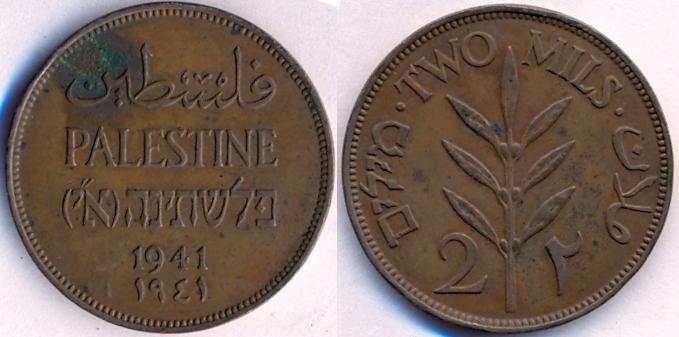 فلسطين
PALESTINE
פלשתינה (א״י)
1941
١٩٤١
TWO MILS
מילים
ملان
2 ٢